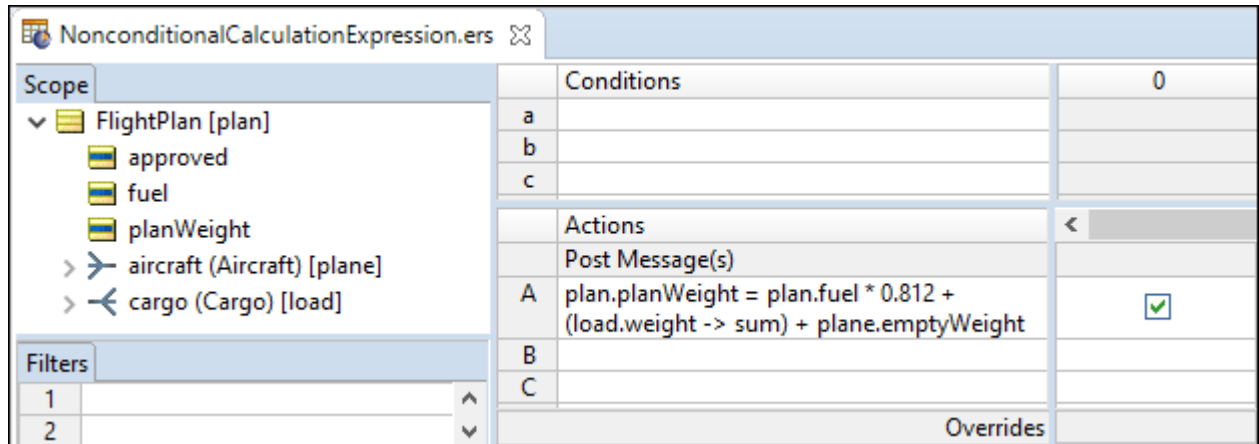 NonconditionalCalculationExpression.ers
Scope
FlightPlan [plan]
approved
fuel
planWeight
aircraft (Aircraft) [plane]
cargo (Cargo) [load]
Filters
1
2
Conditions 0
a
b
c
Actions <
Post Message(s)
A plan.planWeight = plan.fuel * 0.812 +
(load.weight -> sum) + plane.emptyWeight
B
C
Overrides